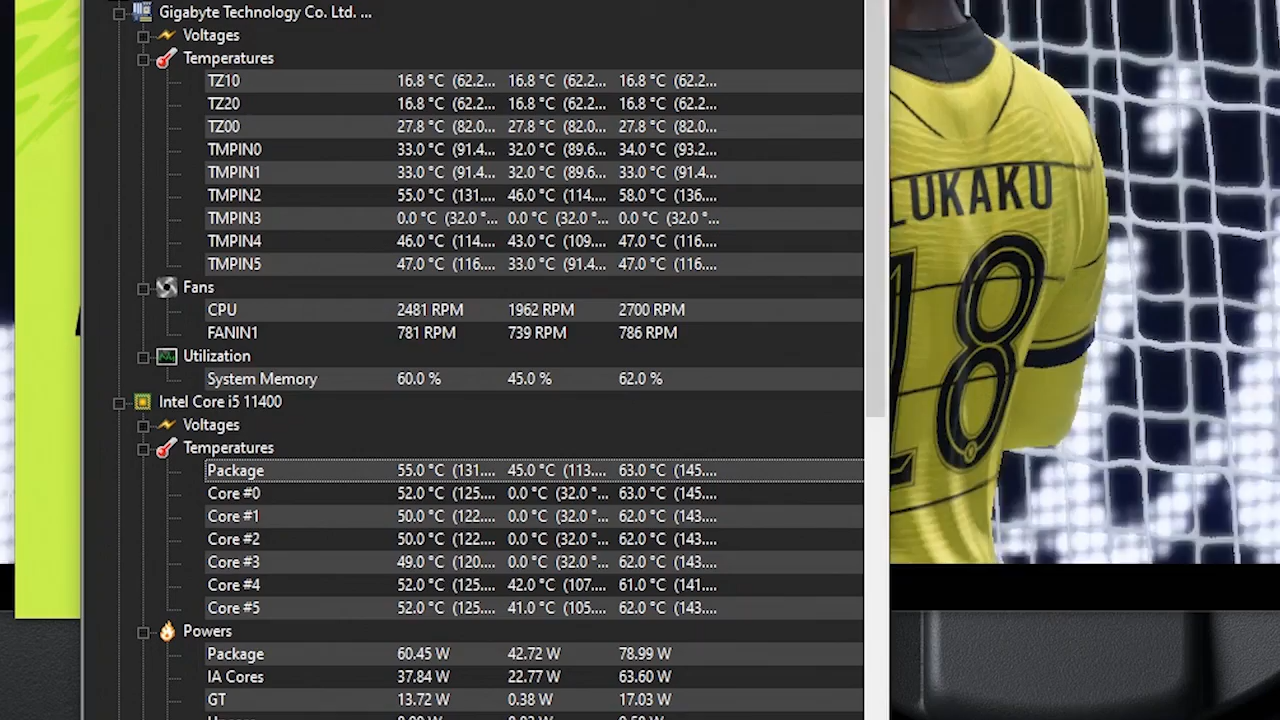 Gigabyte Technology Co. Ltd. ...
Voltages
Temperatures
TZ10 16.8 °C (62.2... 16.8 °C (62.2... 16.8 °C (62.2...
TZ20 16.8 °C (62.2... 16.8 °C (62.2... 16.8 °C (62.2...
TZ00 27.8 °C (82.0... 27.8 °C (82.0... 27.8 °C (82.0...
TMPIN0 33.0 °C (91.4... 32.0 °C (89.6... 34.0 °C (93.2...
TMPIN1 33.0 °C (91.4... 32.0 °C (89.6... 33.0 °C (91.4...
TMPIN2 55.0 °C (131.... 46.0 °C (114.... 58.0 °C (136....
TMPIN3 0.0 °C (32.0 °... 0.0 °C (32.0 °... 0.0 °C (32.0 °...
TMPIN4 46.0 °C (114.... 43.0 °C (109.... 47.0 °C (116....
TMPIN5 47.0 °C (116.... 33.0 °C (91.4... 47.0 °C (116....
Fans
CPU 2481 RPM 1962 RPM 2700 RPM
FANIN1 781 RPM 739 RPM 786 RPM
Utilization
System Memory 60.0 % 45.0 % 62.0 %
Intel Core i5 11400
Voltages
Temperatures
Package 55.0 °C (131.... 45.0 °C (113.... 63.0 °C (145....
Core #0 52.0 °C (125.... 0.0 °C (32.0 °... 63.0 °C (145....
Core #1 50.0 °C (122.... 0.0 °C (32.0 °... 62.0 °C (143....
Core #2 50.0 °C (122.... 0.0 °C (32.0 °... 62.0 °C (143....
Core #3 49.0 °C (120.... 0.0 °C (32.0 °... 62.0 °C (143....
Core #4 52.0 °C (125.... 42.0 °C (107.... 61.0 °C (141....
Core #5 52.0 °C (125.... 41.0 °C (105.... 62.0 °C (143....
Powers
Package 60.45 W 42.72 W 78.99 W
IA Cores 37.84 W 22.77 W 63.60 W
GT 13.72 W 0.38 W 17.03 W
LUKAKU
18